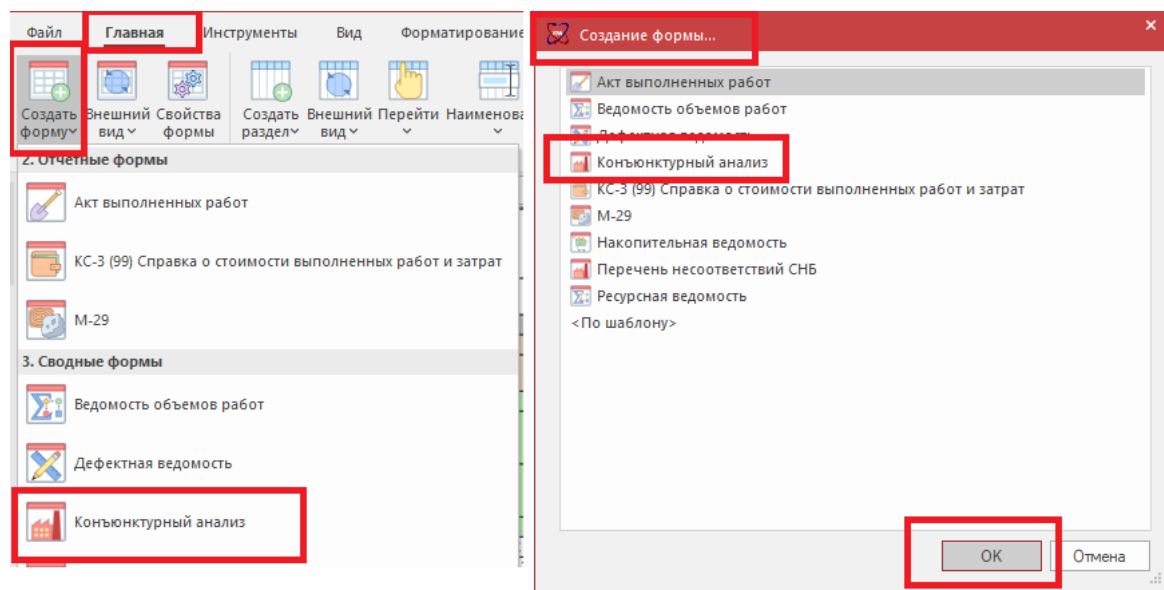 Файл Главная Инструменты Вид Форматирование
Создать форму
Внешний вид
Свойства формы
Создать раздел
Внешний вид
Перейти
Наименова
2. Отчетные формы
Акт выполненных работ
КС-3 (99) Справка о стоимости выполненных работ и затрат
М-29
3. Сводные формы
Ведомость объемов работ
Дефектная ведомость
Конъюнктурный анализ
Создание формы...
Акт выполненных работ
Ведомость объемов работ
Дефектная ведомость
Конъюнктурный анализ
КС-3 (99) Справка о стоимости выполненных работ и затрат
М-29
Накопительная ведомость
Перечень несоответствий СНБ
Ресурсная ведомость
<По шаблону>
ОК Отмена